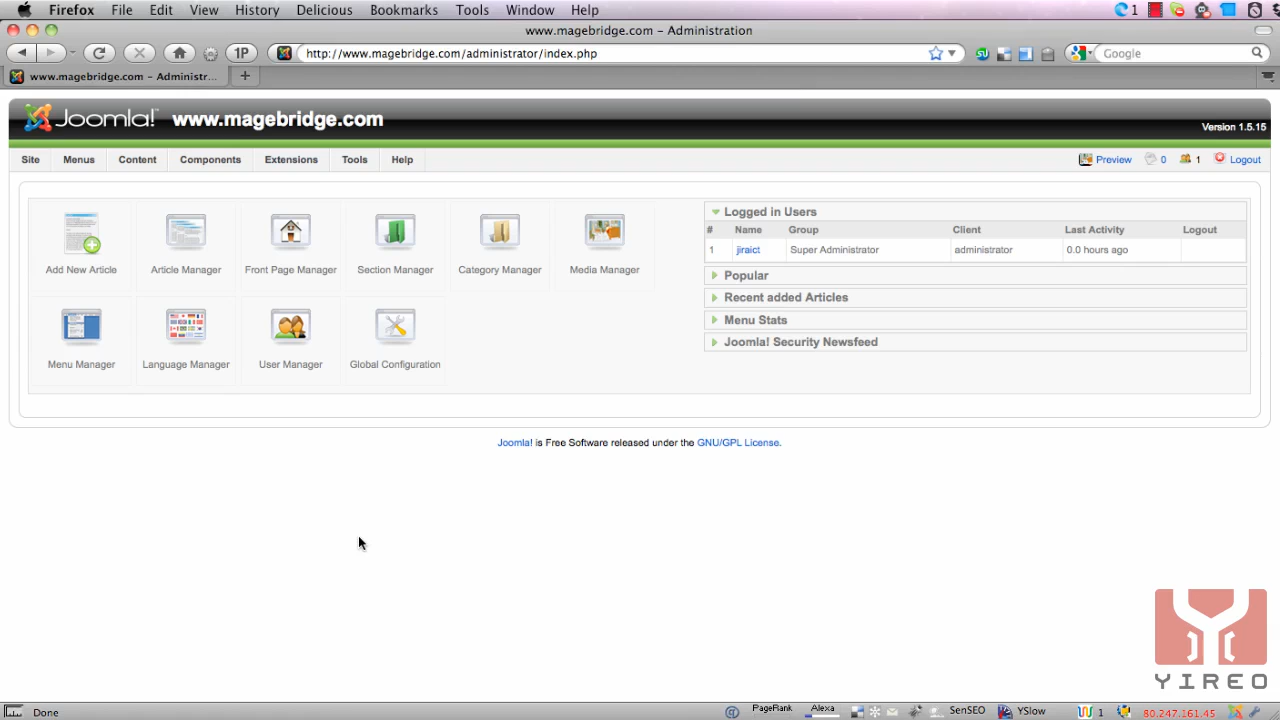 Firefox File Edit View History Delicious Bookmarks Tools Window Help 1
www.magebridge.com – Administration
1P http://www.magebridge.com/administrator/index.php Google
www.magebridge.com – Administr...
Joomla! www.magebridge.com
Version 1.5.15
Site Menus Content Components Extensions Tools Help Preview 0 1 Logout
Add New Article Article Manager Front Page Manager Section Manager Category Manager Media Manager
Menu Manager Language Manager User Manager Global Configuration
Logged in Users
# Name Group Client Last Activity Logout
1 jiraict Super Administrator administrator 0.0 hours ago
Popular
Recent added Articles
Menu Stats
Joomla! Security Newsfeed
Joomla! is Free Software released under the GNU/GPL License.
YIREO
Done PageRank Alexa SenSEO YSlow 1 80.247.161.45